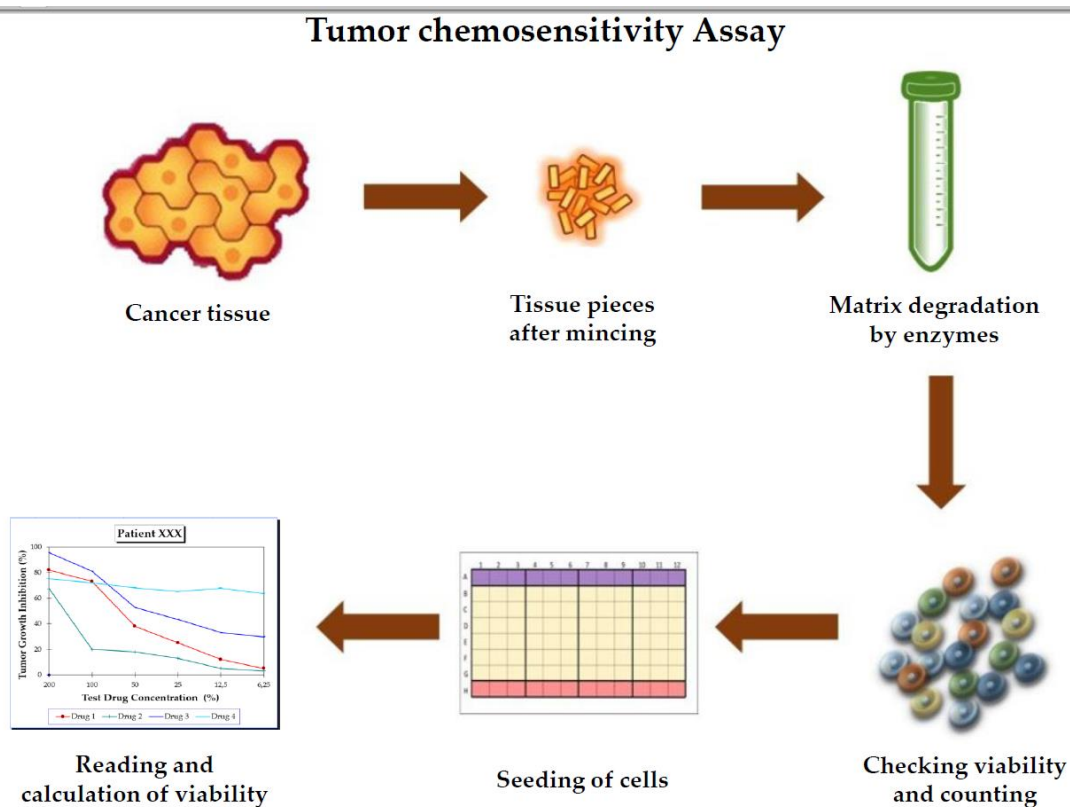 Tumor chemosensitivity Assay
Cancer tissue
Tissue pieces
after mincing
Matrix degradation
by enzymes
Patient XXX
Tumor Growth Inhibition (%)
100
80
60
40
20
0
200 100 50 25 12,5 6,25
Test Drug Concentration (%)
Drug 1 Drug 2 Drug 3 Drug 4
Reading and
calculation of viability
1 2 3 4 5 6 7 8 9 10 11 12
A
B
C
D
E
F
G
H
Seeding of cells
Checking viability
and counting